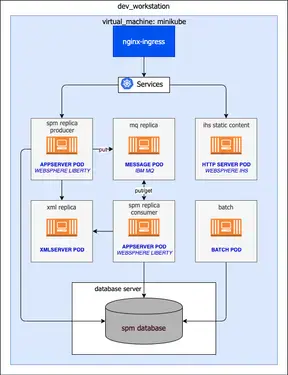 dev_workstation
virtual_machine: minikube
nginx-ingress
Services
spm replica
producer
APPSERVER POD
WEBSPHERE LIBERTY
put
mq replica
MESSAGE POD
IBM MQ
ihs static content
HTTP SERVER POD
WEBSPHERE IHS
put/get
xml replica
XMLSERVER POD
spm replica
consumer
APPSERVER POD
WEBSPHERE LIBERTY
batch
BATCH POD
database server
spm database